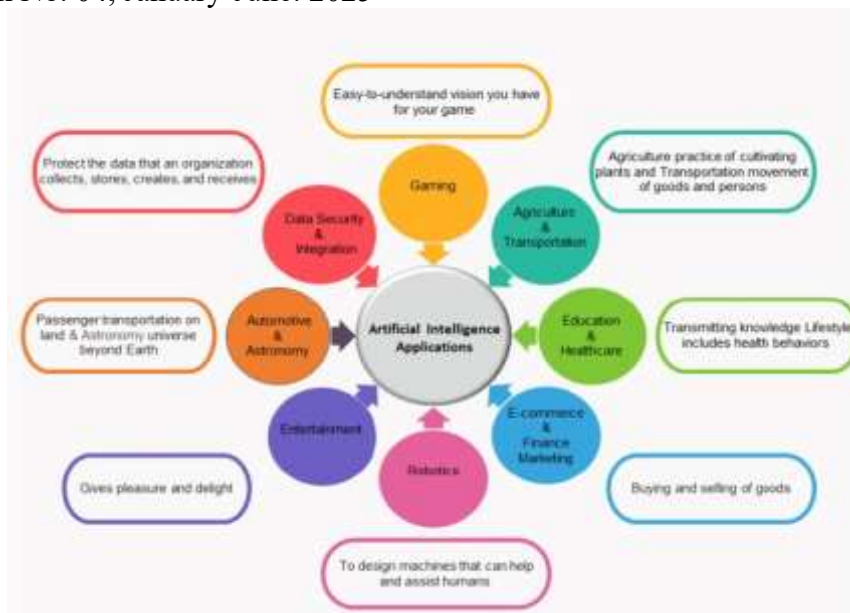 Easy-to-understand vision you have
for your game
Protect the data that an organization
collects, stores, creates, and receives
Agriculture practice of cultivating
plants and Transportation movement
of goods and persons
Gaming
Data Security
&
Integration
Agriculture
&
Transportation
Passenger transportation on
land & Astronomy universe
beyond Earth
Automotive
&
Astronomy
Artificial Intelligence
Applications
Education
&
Healthcare
Transmitting knowledge Lifestyle
includes health behaviors
Entertainment
E-commerce
&
Finance
Marketing
Robotics
Gives pleasure and delight
Buying and selling of goods
To design machines that can help
and assist humans